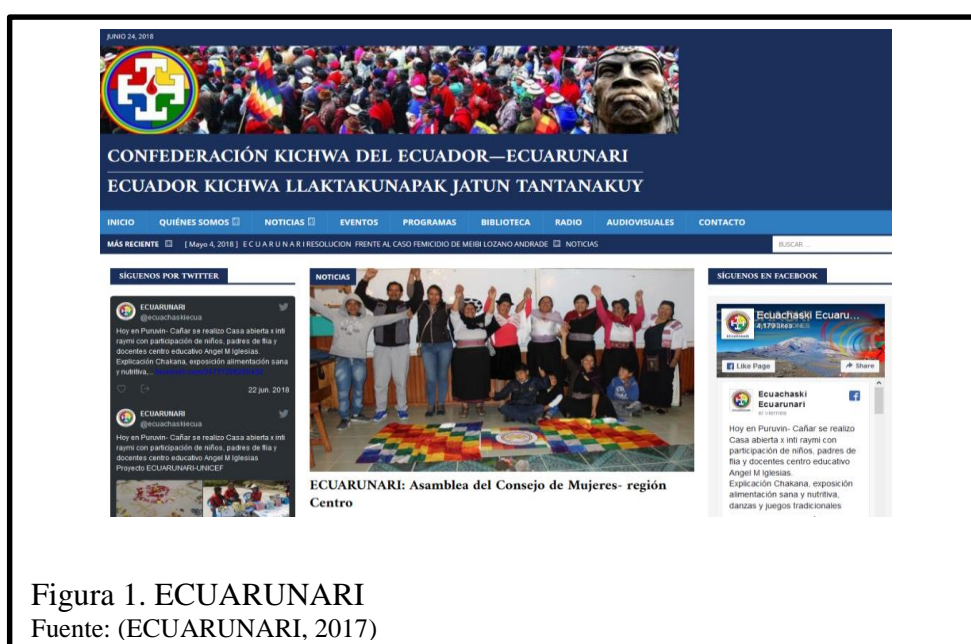 JUNIO 24, 2018
CONFEDERACIÓN KICHWA DEL ECUADOR—ECUARUNARI
ECUADOR KICHWA LLAKTAKUNAPAK JATUN TANTANAKUY
INICIO QUIÉNES SOMOS NOTICIAS EVENTOS PROGRAMAS BIBLIOTECA RADIO AUDIOVISUALES CONTACTO
MÁS RECIENTE [ Mayo 4, 2018 ] E C U A R U N A R I RESOLUCION FRENTE AL CASO FEMICIDIO DE MEIBI LOZANO ANDRADE NOTICIAS
BUSCAR ...
SÍGUENOS POR TWITTER
ECUARUNARI
@ecuachaskiecua
Hoy en Puruvin- Cañar se realizo Casa abierta x inti
raymi con participación de niños, padres de flia y
docentes centro educativo Angel M Iglesias.
Explicación Chakana, exposición alimentación sana
y nutritiva,...
22 jun. 2018
ECUARUNARI
@ecuachaskiecua
Hoy en Puruvin- Cañar se realizo Casa abierta x inti
raymi con participación de niños, padres de flia y
docentes centro educativo Angel M Iglesias
Proyecto ECUARUNARI-UNICEF
NOTICIAS
ECUARUNARI: Asamblea del Consejo de Mujeres- región
Centro
SÍGUENOS EN FACEBOOK
Ecuachaski Ecuaru...
4,179 likes
Like Page
Share
Ecuachaski
Ecuarunari
el viernes
Hoy en Puruvin- Cañar se realizo
Casa abierta x inti raymi con
participación de niños, padres de
flia y docentes centro educativo
Angel M Iglesias.
Explicación Chakana, exposición
alimentación sana y nutritiva,
danzas y juegos tradicionales
Figura 1. ECUARUNARI
Fuente: (ECUARUNARI, 2017)